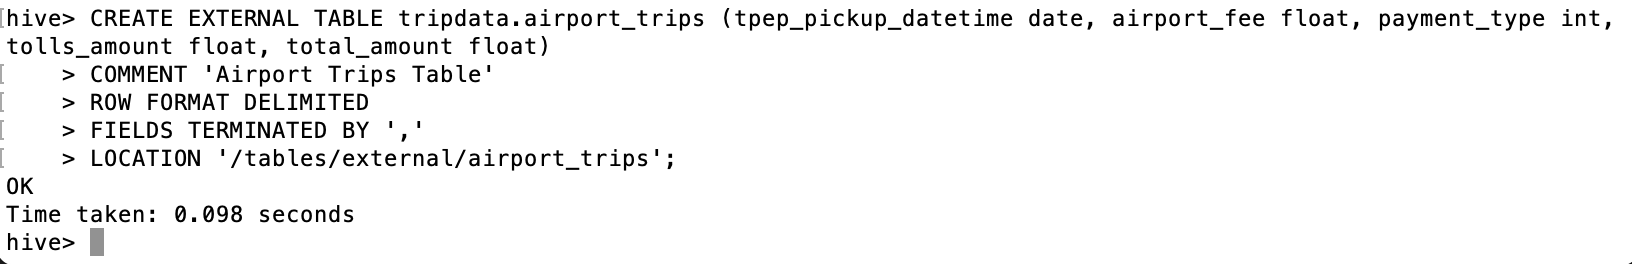 [hive> CREATE EXTERNAL TABLE tripdata.airport_trips (tpep_pickup_datetime date, airport_fee float, payment_type int,
tolls_amount float, total_amount float)
[    > COMMENT 'Airport Trips Table'
[    > ROW FORMAT DELIMITED
[    > FIELDS TERMINATED BY ','
[    > LOCATION '/tables/external/airport_trips';
OK
Time taken: 0.098 seconds
hive>